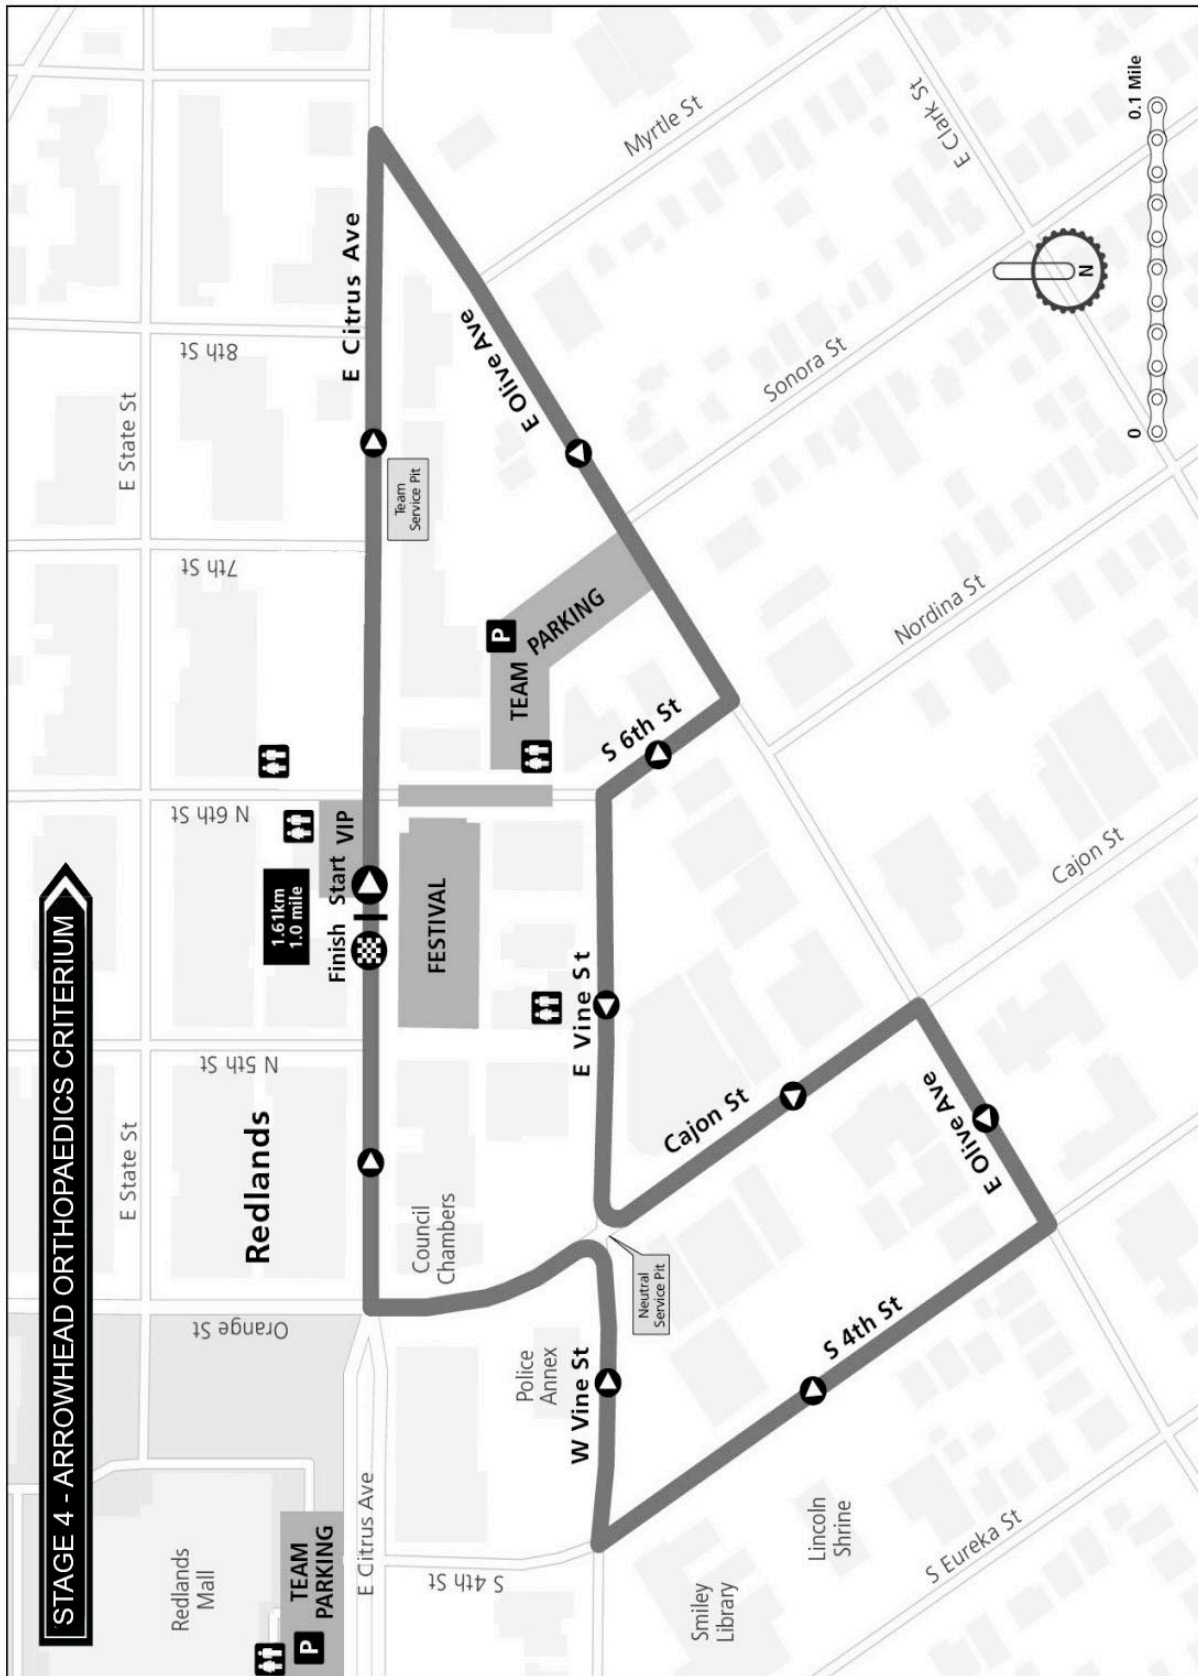 STAGE 4 - ARROWHEAD ORTHOPAEDICS CRITERIUM
Redlands
Mall
TEAM
PARKING
P
E State St
E State St
Redlands
Orange St
N 5th St
N 6th St
7th St
8th St
1.61km
1.0 mile
Finish
Start
VIP
E Citrus Ave
E Citrus Ave
S 4th St
Council
Chambers
FESTIVAL
Team
Service Pit
P
TEAM
PARKING
Police
Annex
W Vine St
Neutral
Service Pit
E Vine St
S 6th St
E Olive Ave
Myrtle St
Smiley
Library
Lincoln
Shrine
S 4th St
Cajon St
Sonora St
Nordina St
E Clark St
S Eureka St
E Olive Ave
Cajon St
N
0
0.1 Mile